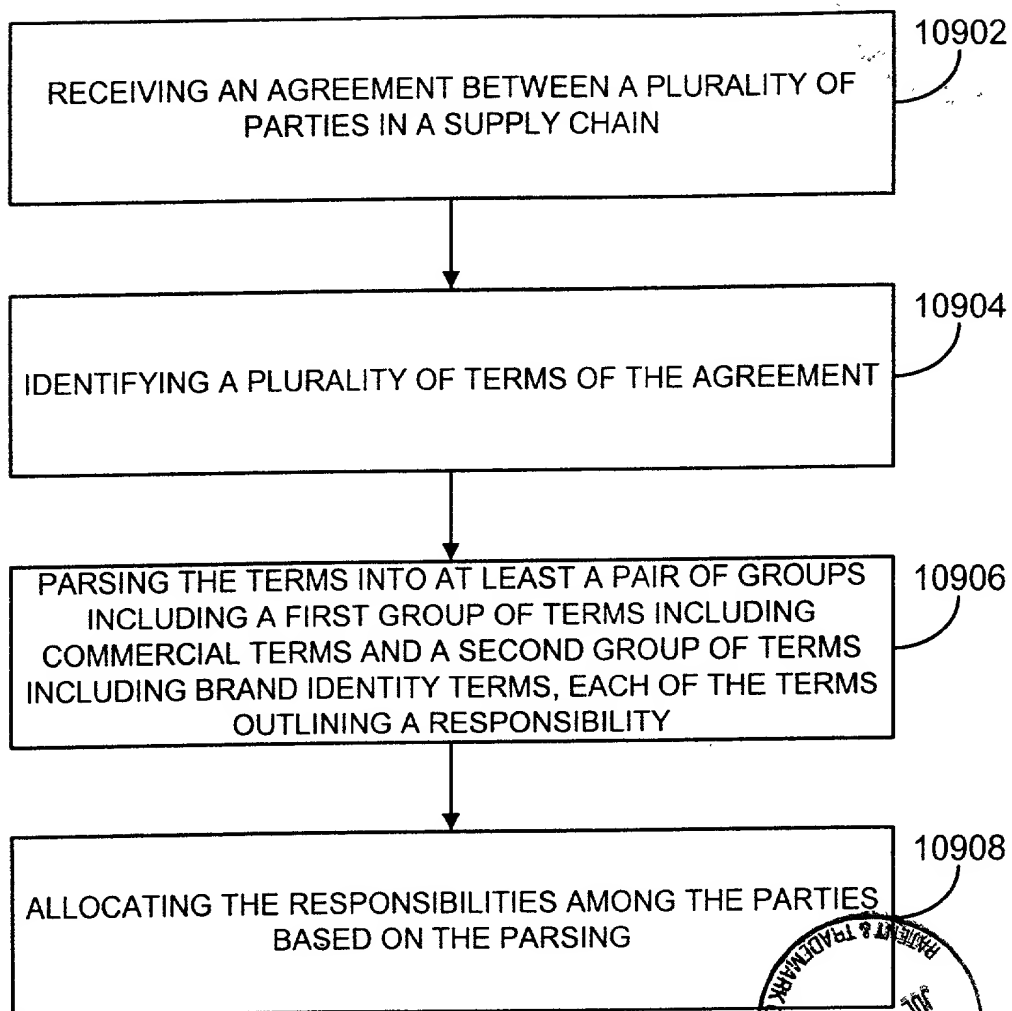 10902
RECEIVING AN AGREEMENT BETWEEN A PLURALITY OF
PARTIES IN A SUPPLY CHAIN
10904
IDENTIFYING A PLURALITY OF TERMS OF THE AGREEMENT
10906
PARSING THE TERMS INTO AT LEAST A PAIR OF GROUPS
INCLUDING A FIRST GROUP OF TERMS INCLUDING
COMMERCIAL TERMS AND A SECOND GROUP OF TERMS
INCLUDING BRAND IDENTITY TERMS, EACH OF THE TERMS
OUTLINING A RESPONSIBILITY
10908
ALLOCATING THE RESPONSIBILITIES AMONG THE PARTIES
BASED ON THE PARSING
PATENT & TRADEMARK